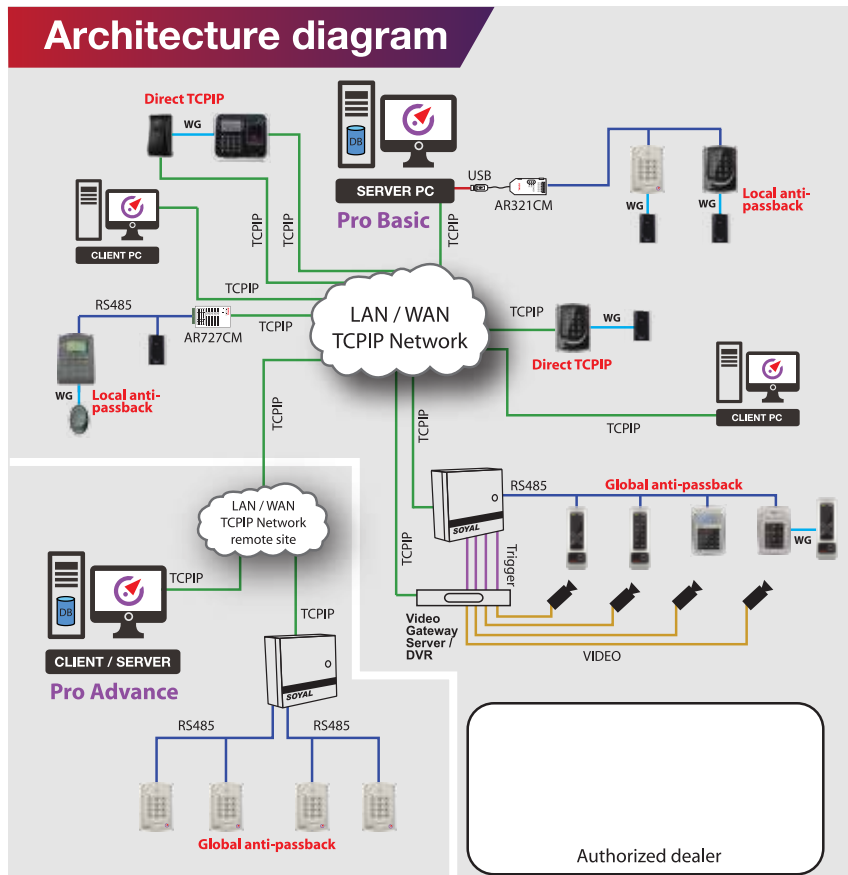 Architecture diagram
Direct TCPIP
WG
DB
SERVER PC
Pro Basic
USB
AR321CM
WG
WG
Local anti-
passback
CLIENT PC
TCPIP
TCPIP
TCPIP
TCPIP
RS485
AR727CM
TCPIP
WG
Local anti-
passback
LAN / WAN
TCPIP Network
TCPIP
WG
Direct TCPIP
CLIENT PC
TCPIP
TCPIP
TCPIP
TCPIP
LAN / WAN
TCPIP Network
remote site
RS485
Global anti-passback
SOYAL
WG
Trigger
Video
Gateway
Server /
DVR
VIDEO
DB
TCPIP
CLIENT / SERVER
Pro Advance
TCPIP
SOYAL
RS485
RS485
Global anti-passback
Authorized dealer